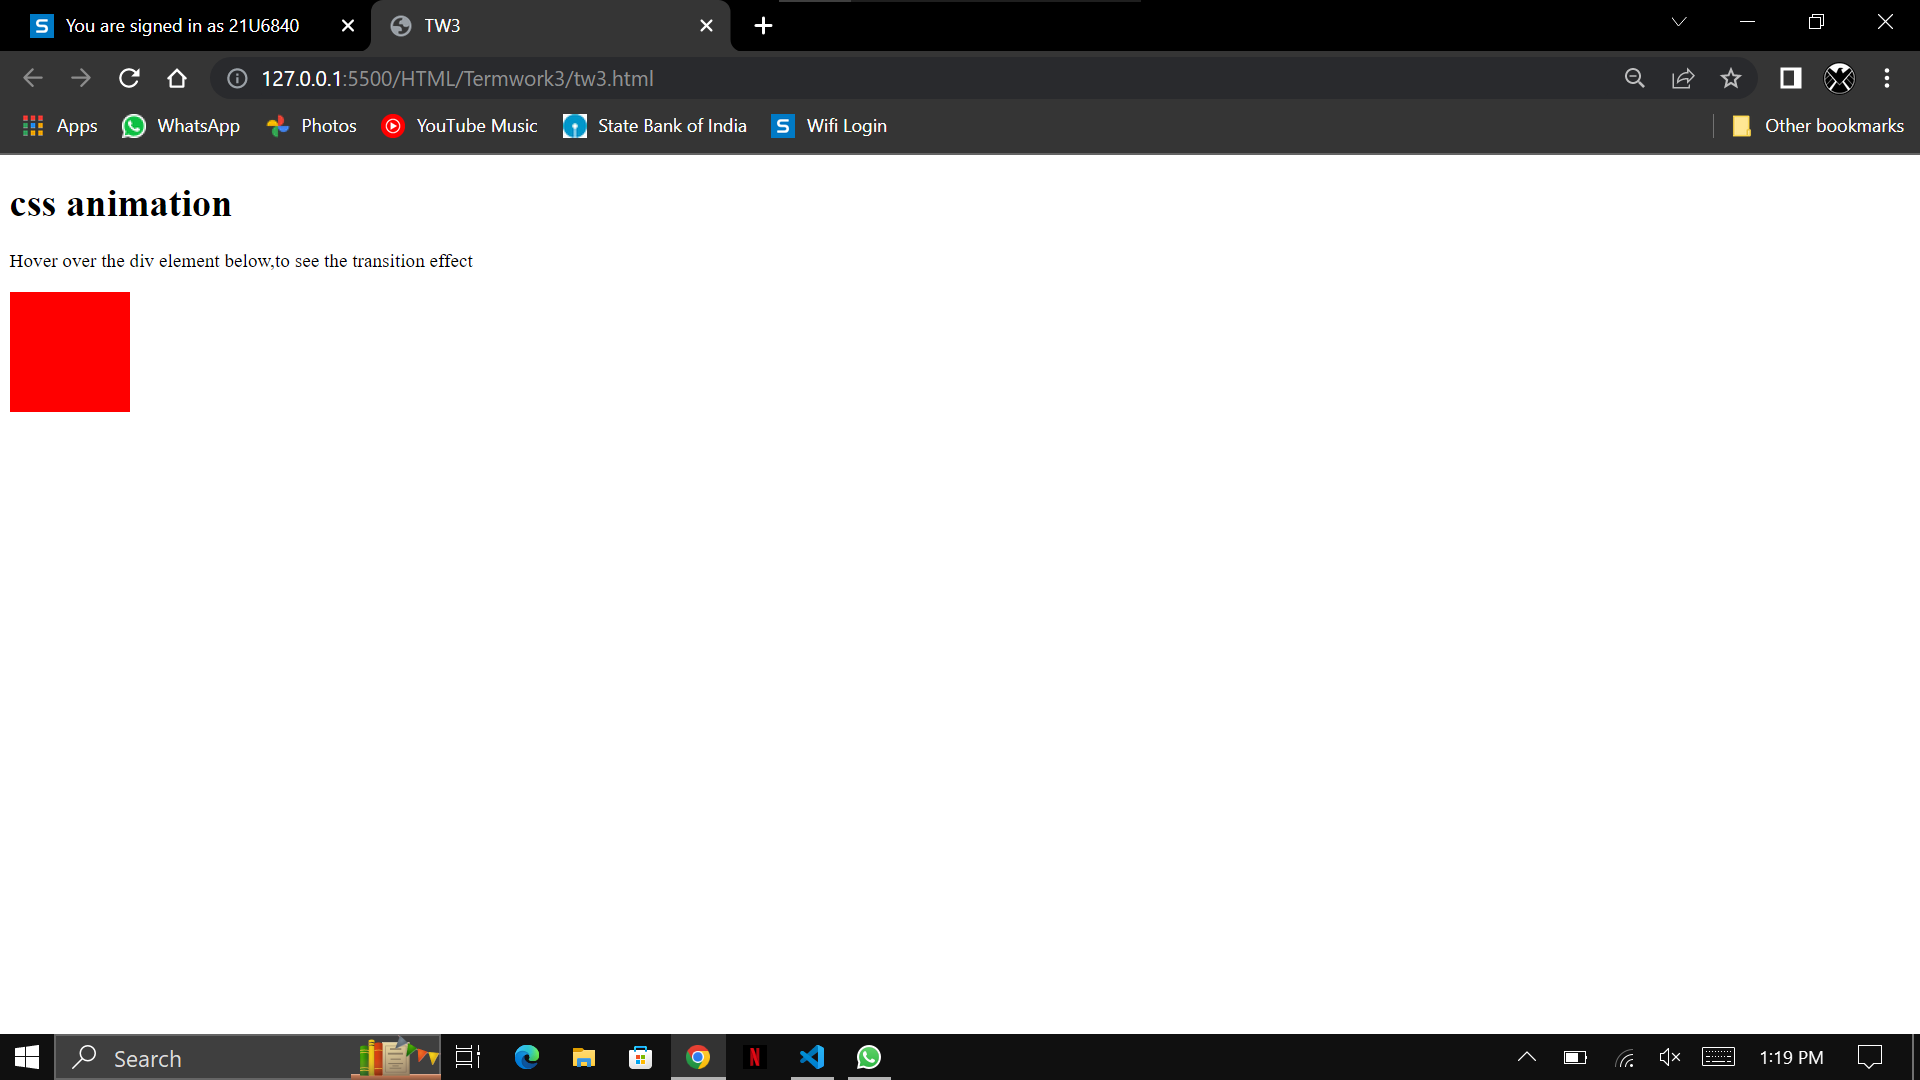 You are signed in as 21U6840
TW3
127.0.0.1:5500/HTML/Termwork3/tw3.html
Apps WhatsApp Photos YouTube Music State Bank of India Wifi Login Other bookmarks
css animation
Hover over the div element below,to see the transition effect
Search
1:19 PM